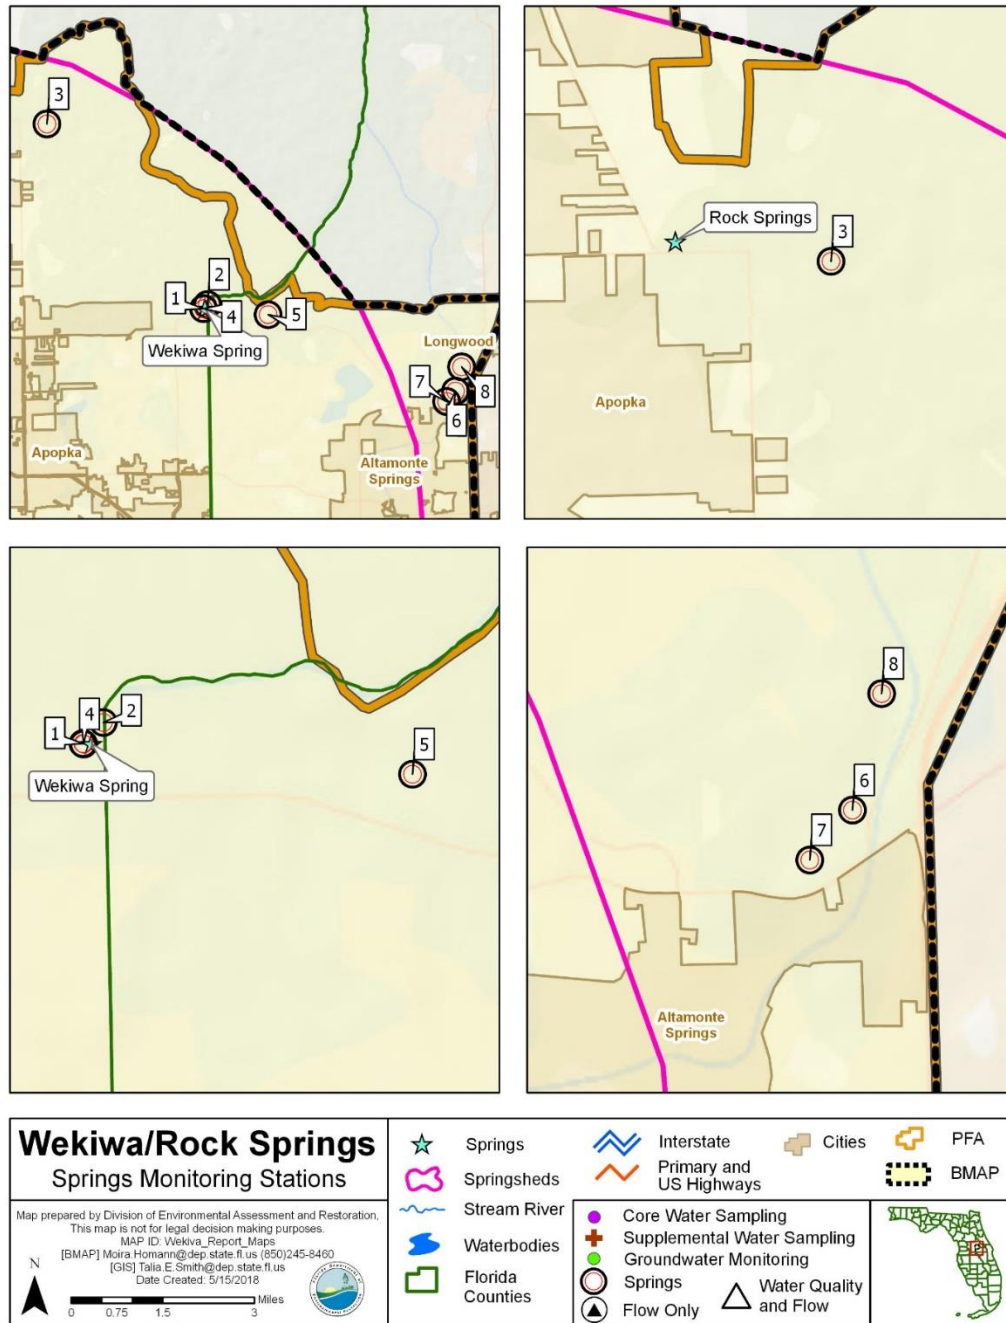 3
2
1
4
5
Wekiwa Spring
Longwood
7
8
6
Apopka
Altamonte
Springs
Rock Springs
3
Apopka
4
2
1
5
Wekiwa Spring
8
6
7
Altamonte
Springs
Wekiwa/Rock Springs
Springs Monitoring Stations
Map prepared by Division of Environmental Assessment and Restoration,
This map is not for legal decision making purposes.
MAP ID: Wekiva_Report_Maps
[BMAP] Moira.Homann@dep.state.fl.us (850)245-8460
[GIS] Talia.E.Smith@dep.state.fl.us
Date Created: 5/15/2018
N
Miles
0 0.75 1.5 3
Springs
Springsheds
Stream River
Waterbodies
Florida
Counties
Interstate
Primary and
US Highways
Cities
PFA
BMAP
Core Water Sampling
Supplemental Water Sampling
Groundwater Monitoring
Springs
Flow Only
Water Quality
and Flow